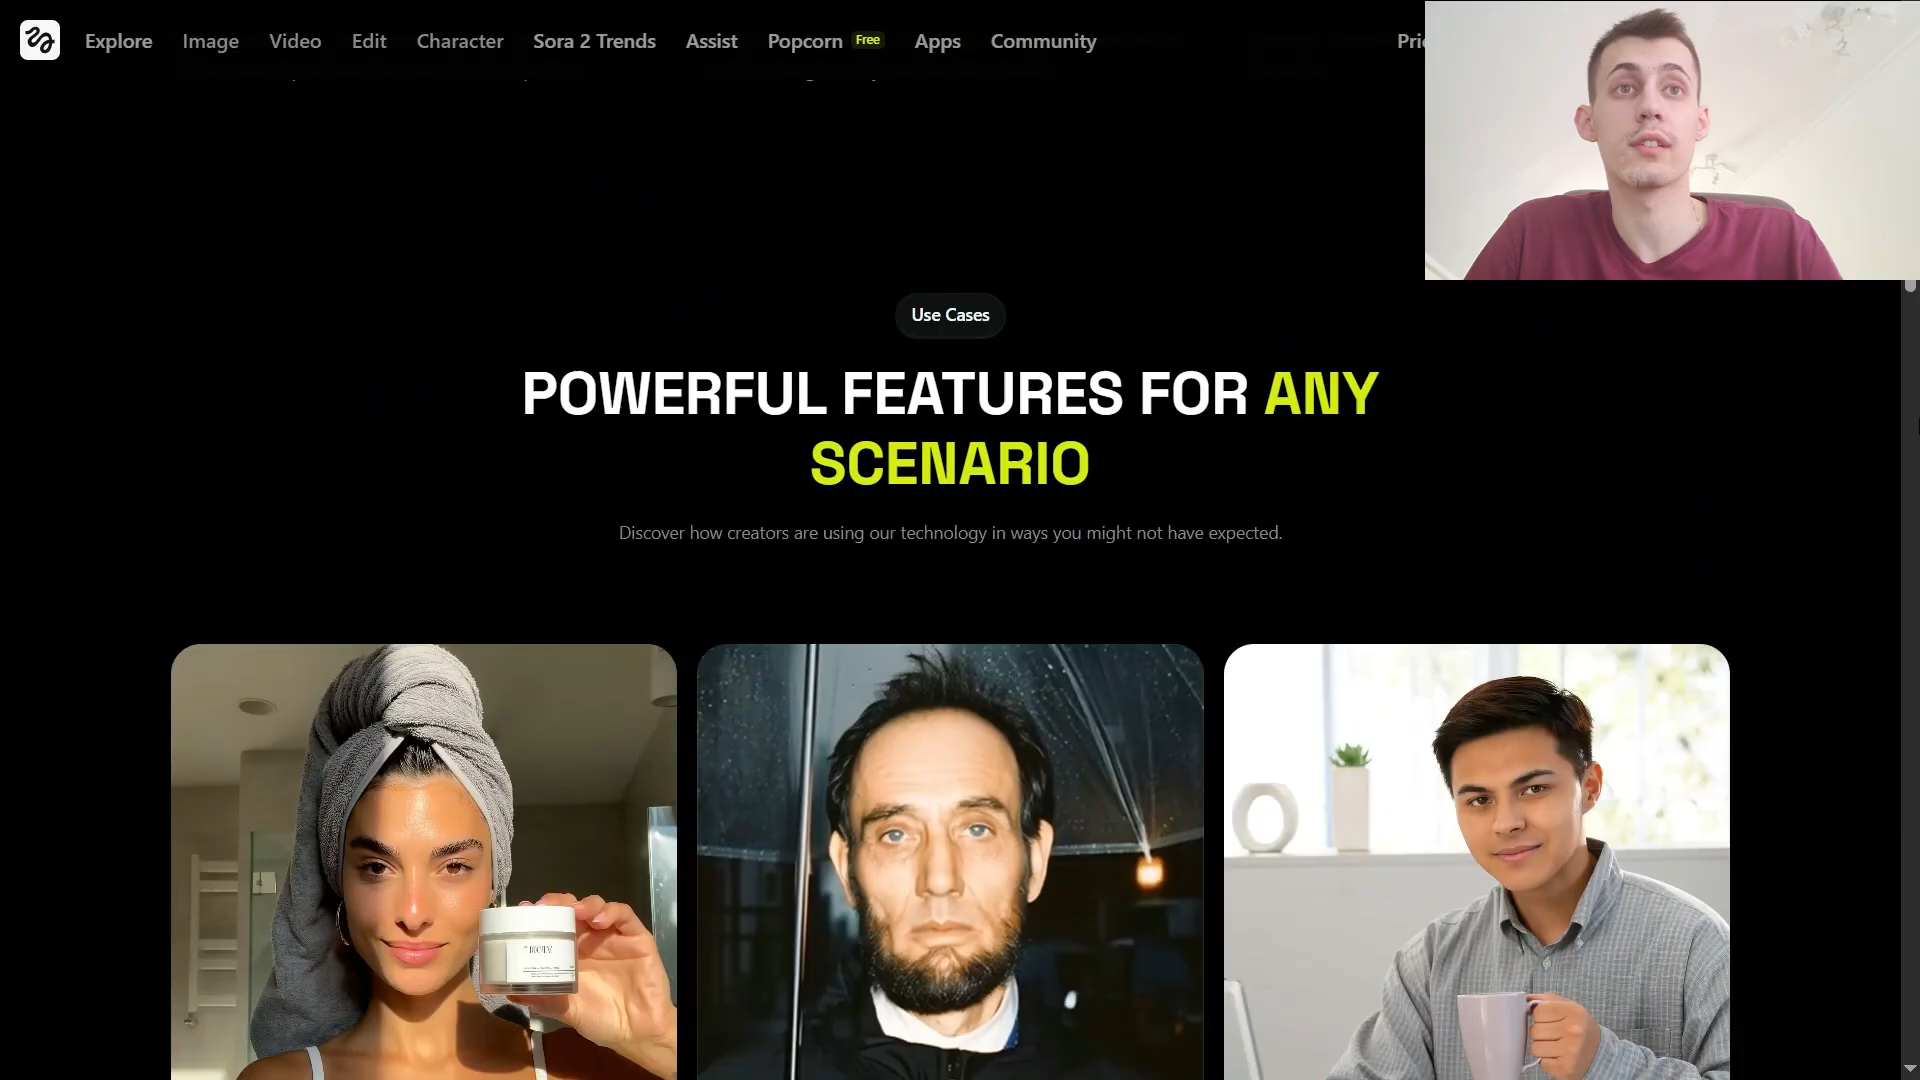 Explore Image Video Edit Character Sora 2 Trends Assist Popcorn Free Apps Community
Use Cases
POWERFUL FEATURES FOR ANY
SCENARIO
Discover how creators are using our technology in ways you might not have expected.